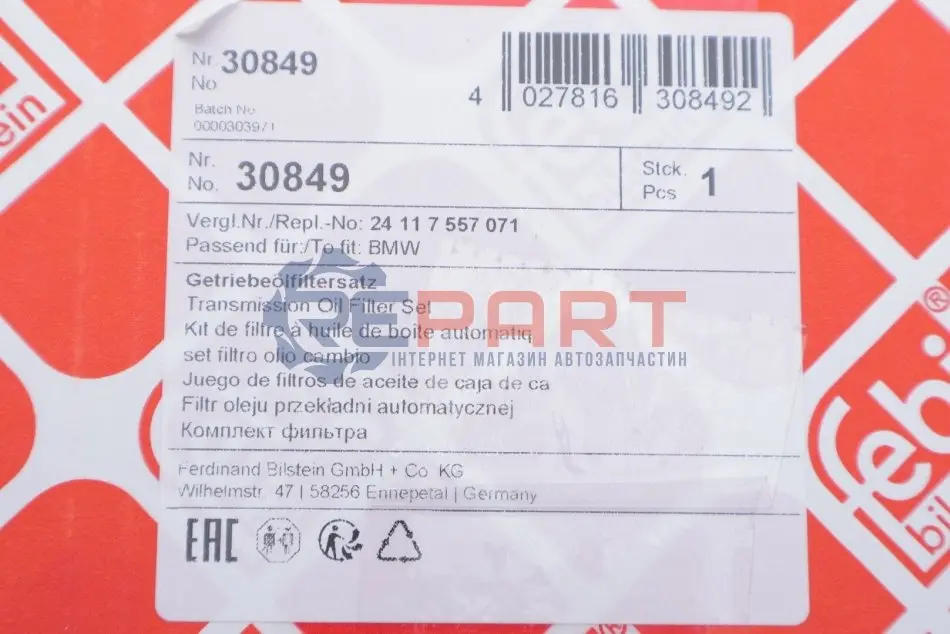 Nr. 30849
No
Batch No
4 027816 308492
Nr.
No. 30849
Stck.
Pcs 1
Vergl.Nr./Repl.-No: 24 11 7 557 071
Passend für:/To fit: BMW
Getriebeölfiltersatz
Transmission Oil Filter Set
Kit de filtre à huile de boîte automatiq
set filtro olio cambio
Juego de filtros de aceite de caja de ca
Filtr oleju przekładni automatycznej
Комплект фильтра
REPART
ІНТЕРНЕТ МАГАЗИН АВТОЗАПЧАСТИН
Ferdinand Bilstein GmbH + Co. KG
Wilhelmstr. 47 | 58256 Ennepetal | Germany
EAC
febi
bil
ein
®